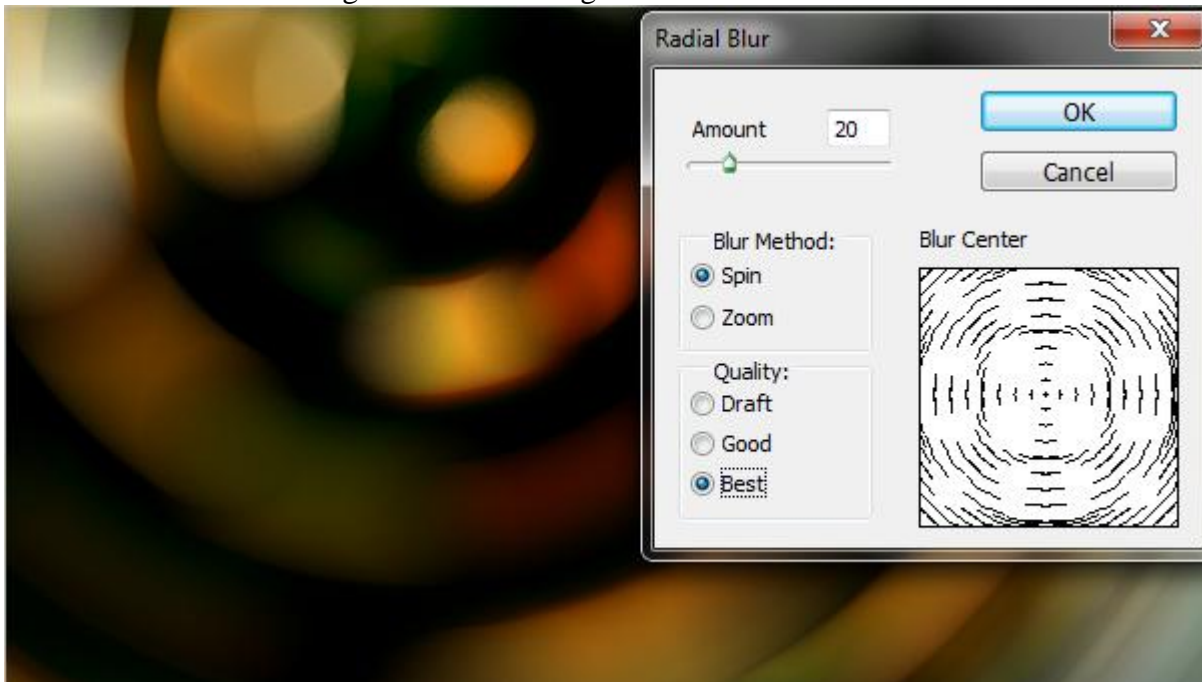 Radial Blur
Amount 20
OK
Cancel
Blur Method:
Spin
Zoom
Quality:
Draft
Good
Best
Blur Center